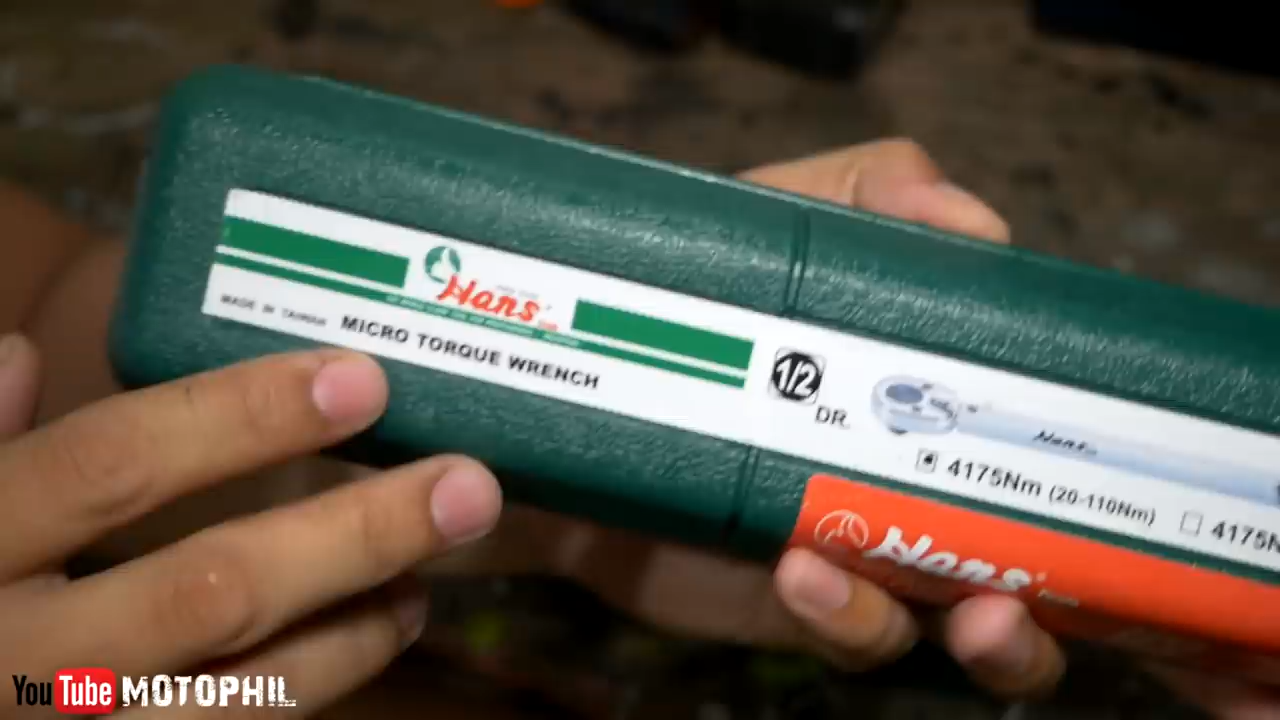 Hans
MADE IN TAIWAN MICRO TORQUE WRENCH
1/2
DR.
Hans
4175Nm (20-110Nm) 4175N
Hans
YouTube MOTOPHIL